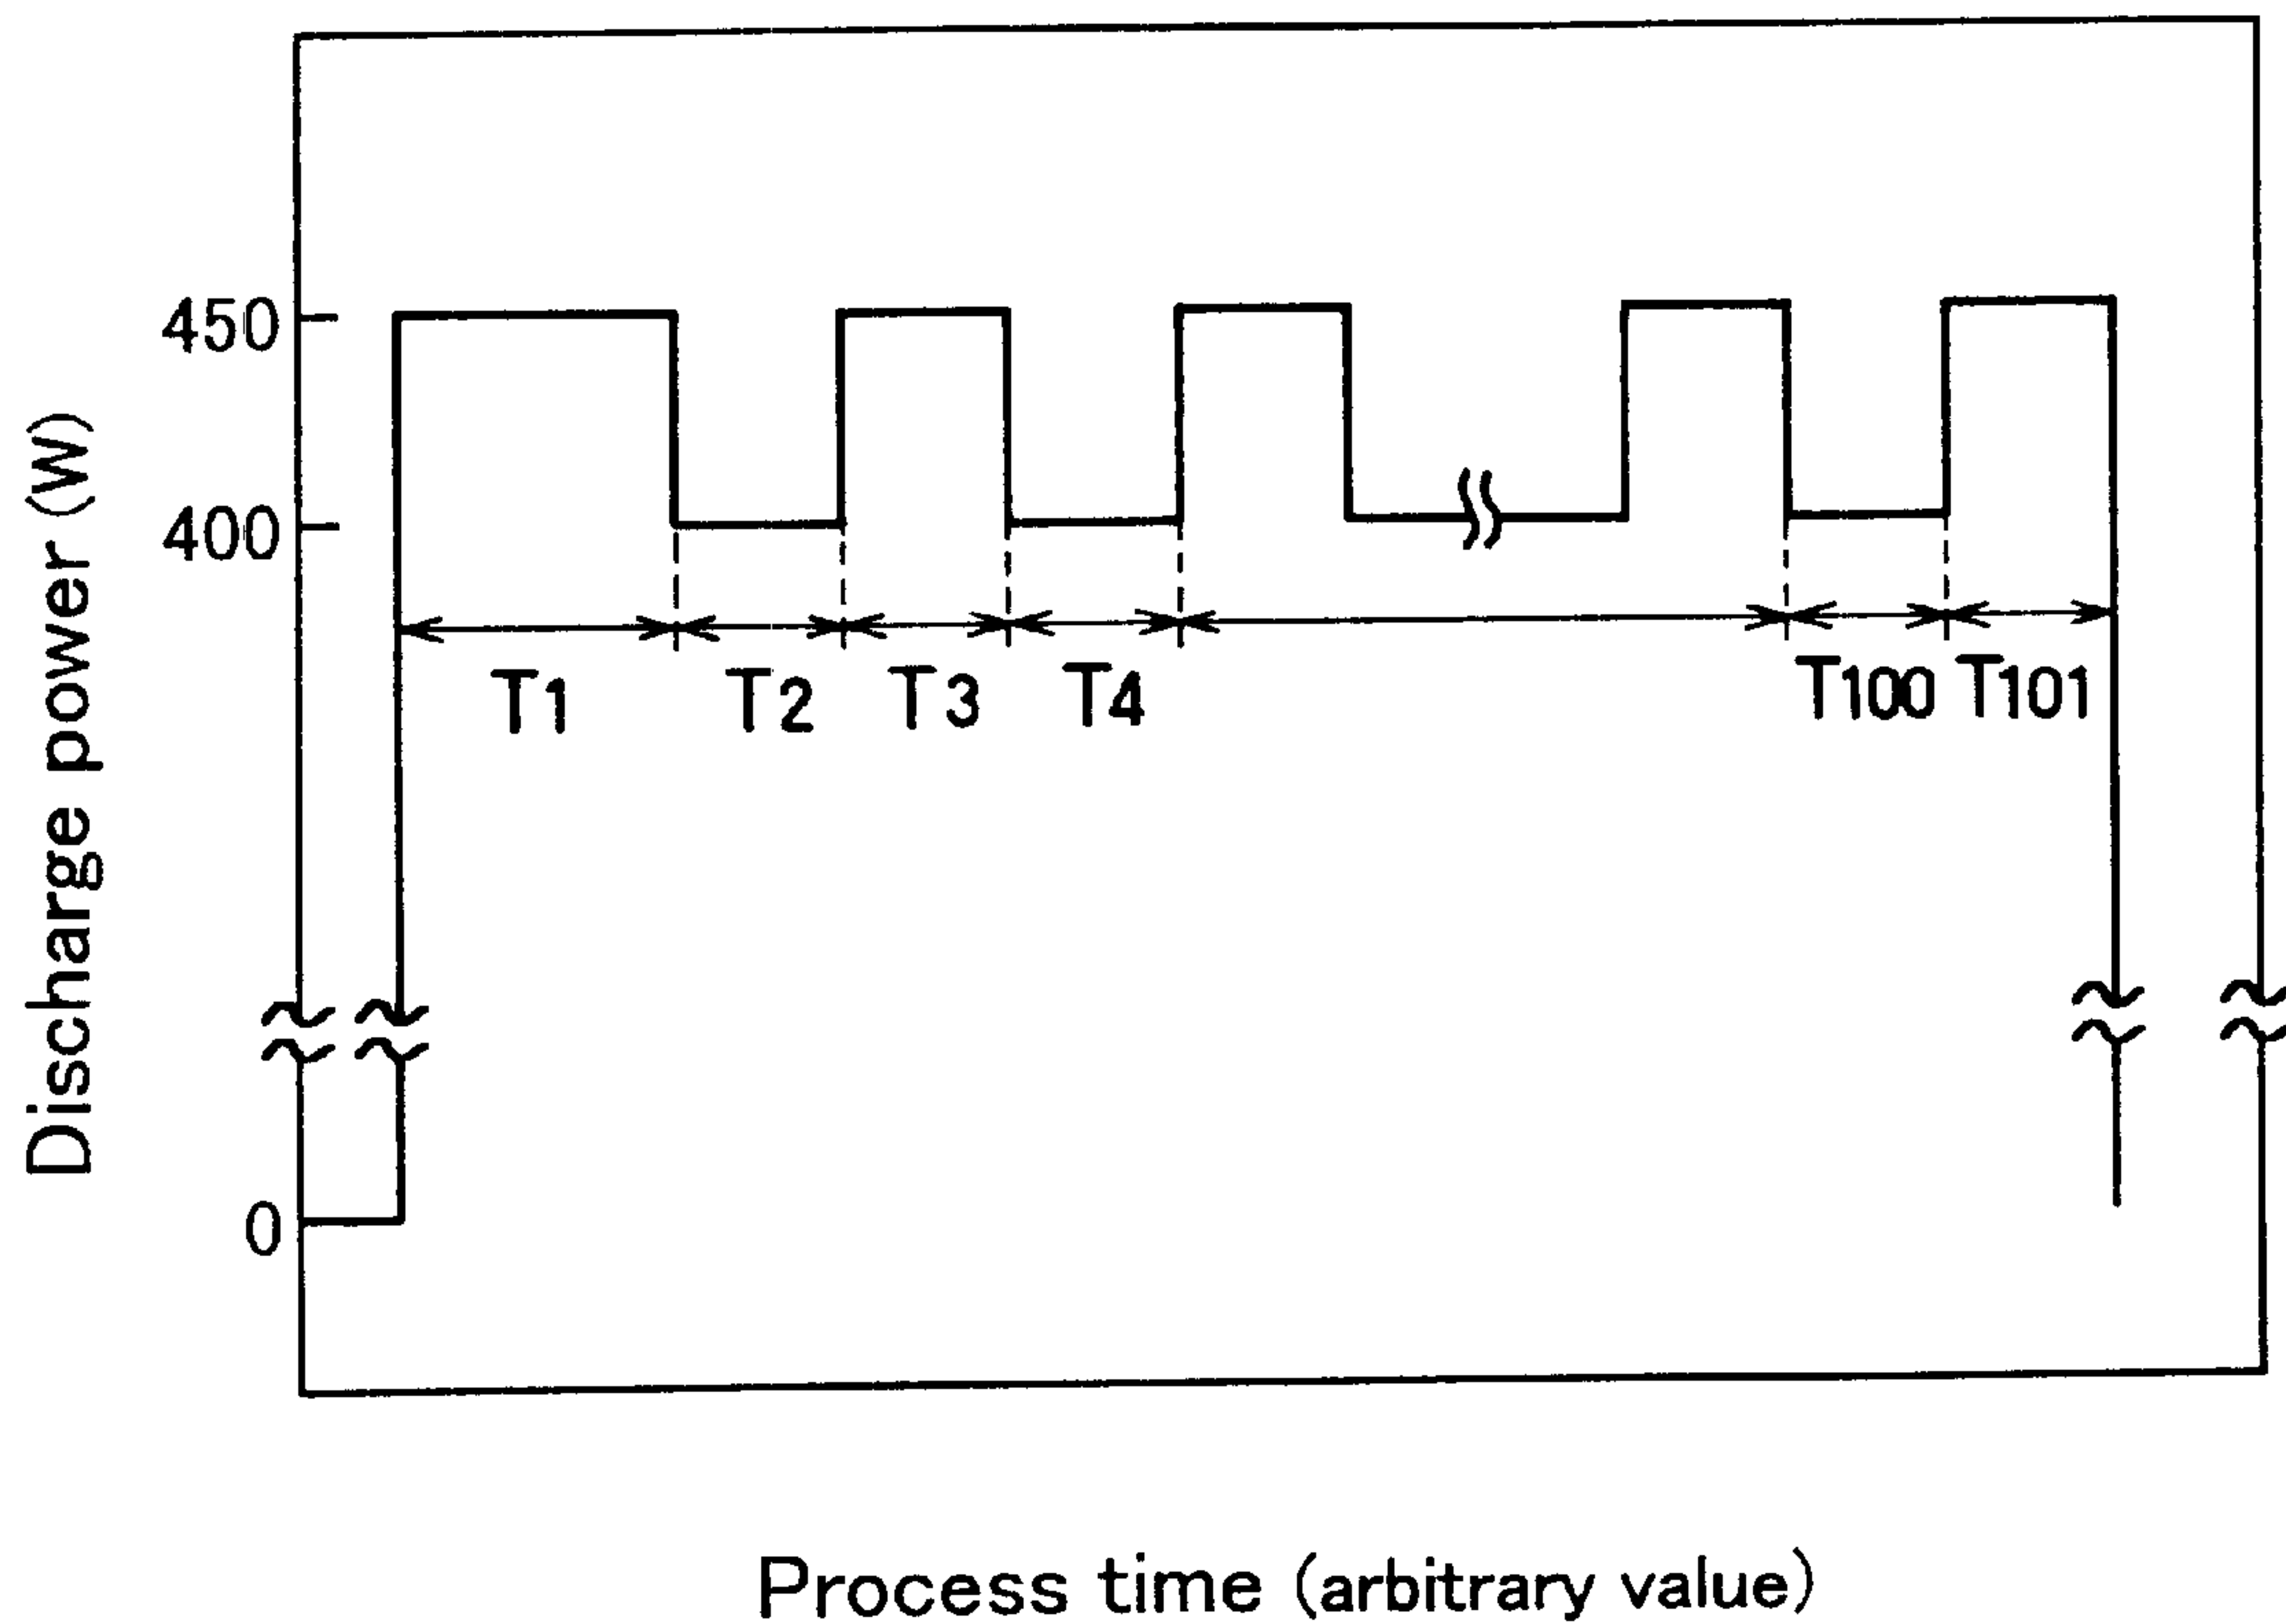 Discharge power (W)
450
400
0
T1 T2 T3 T4 T100 T101
Process time (arbitrary value)